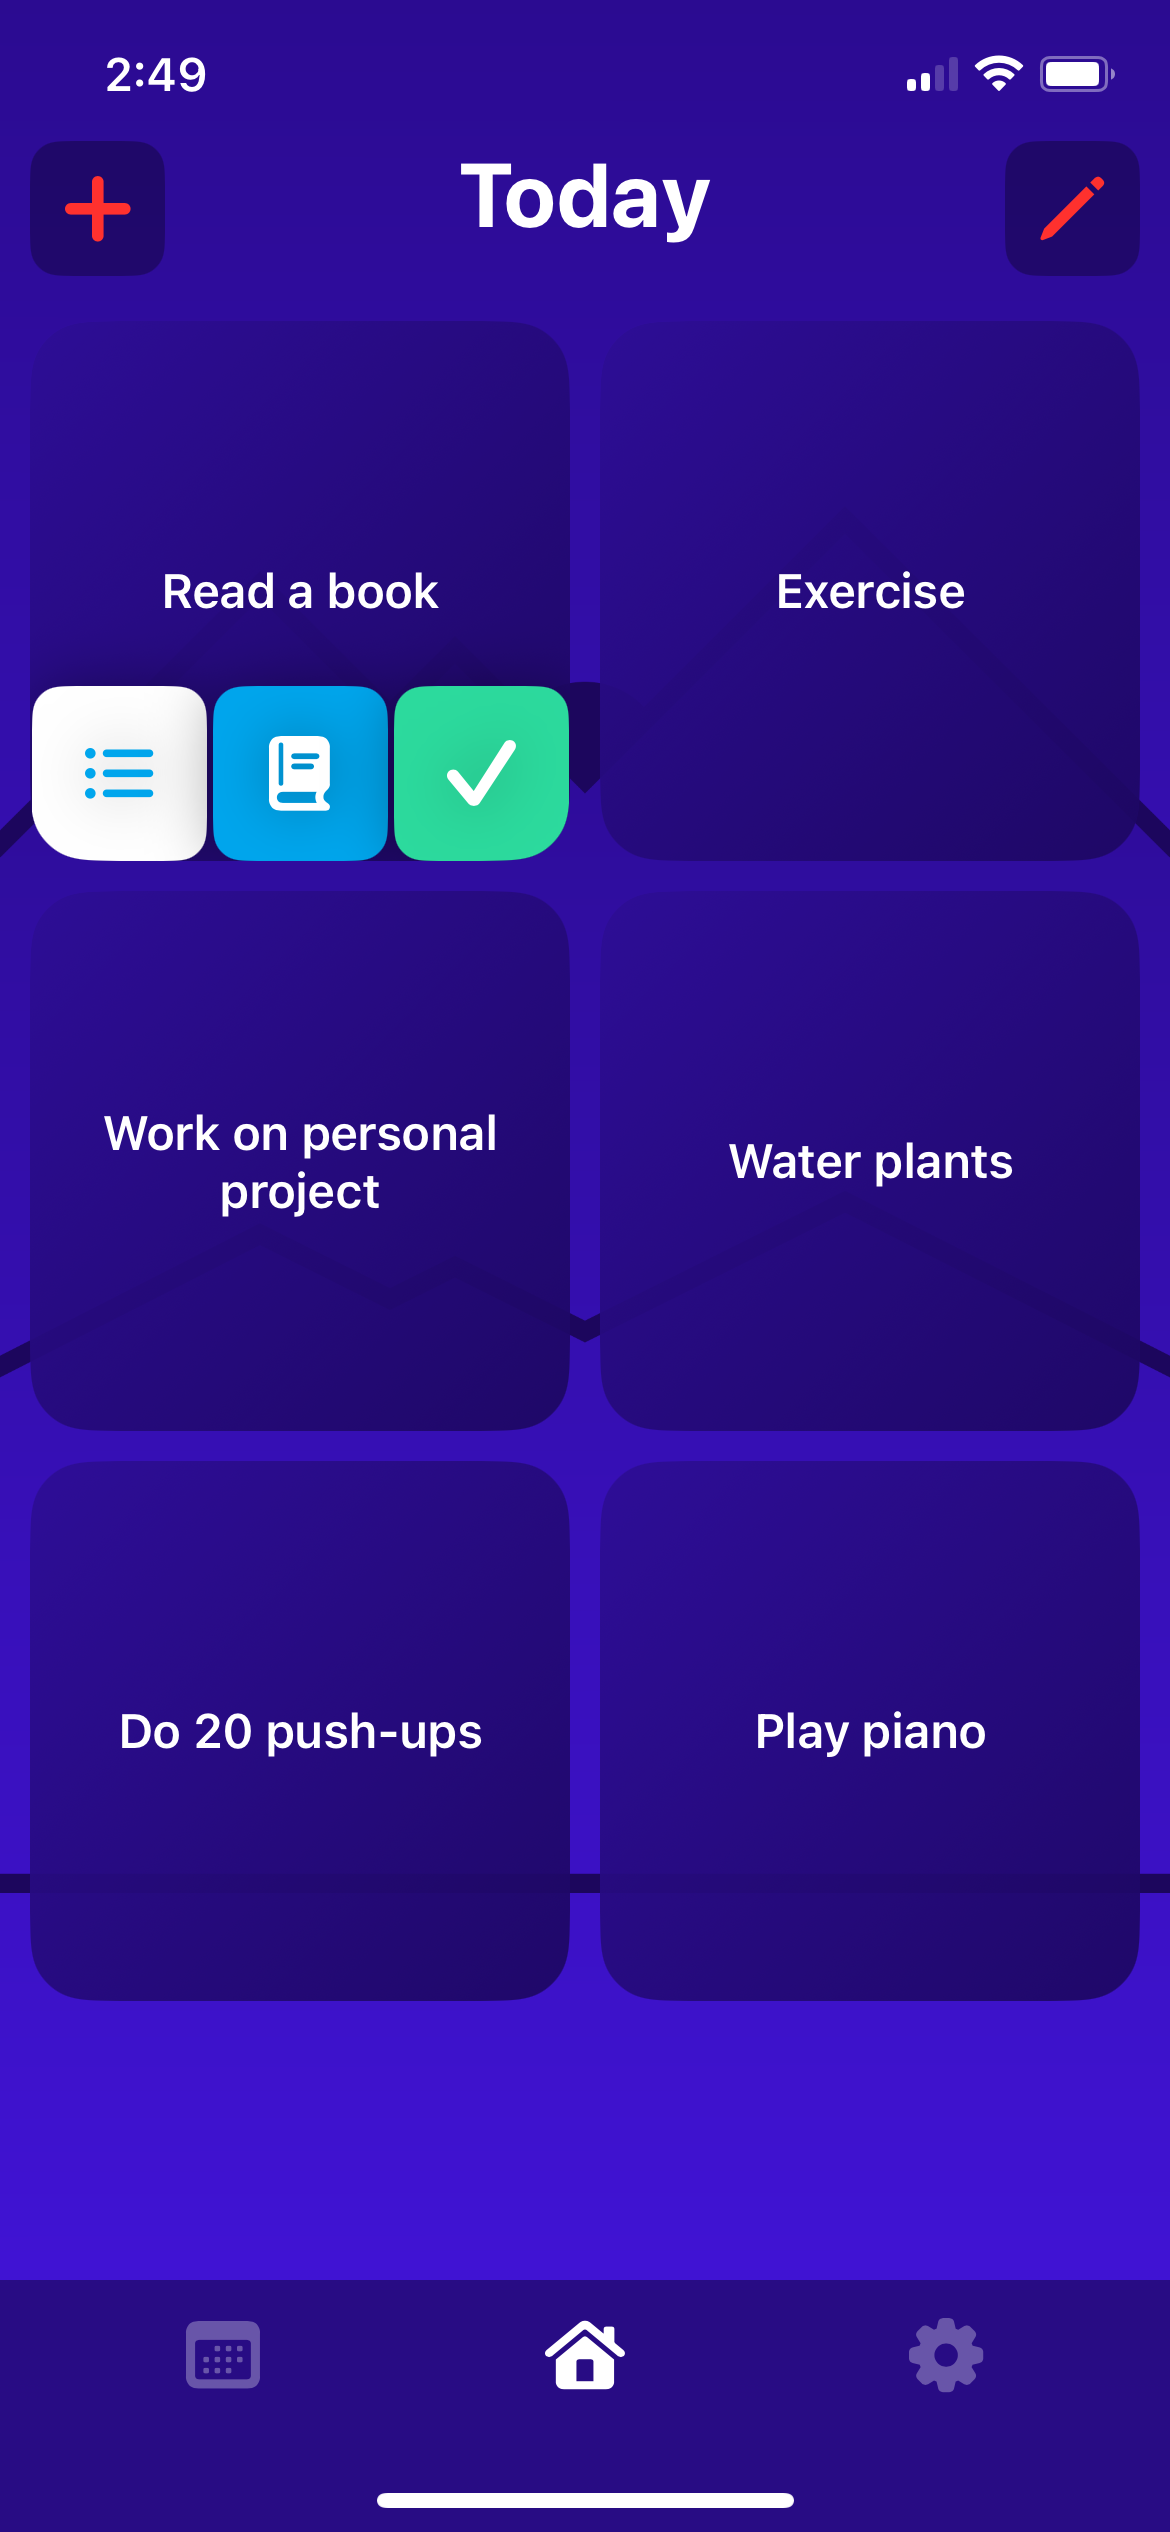 2:49
Today
Read a book
Exercise
Work on personal
project
Water plants
Do 20 push-ups
Play piano